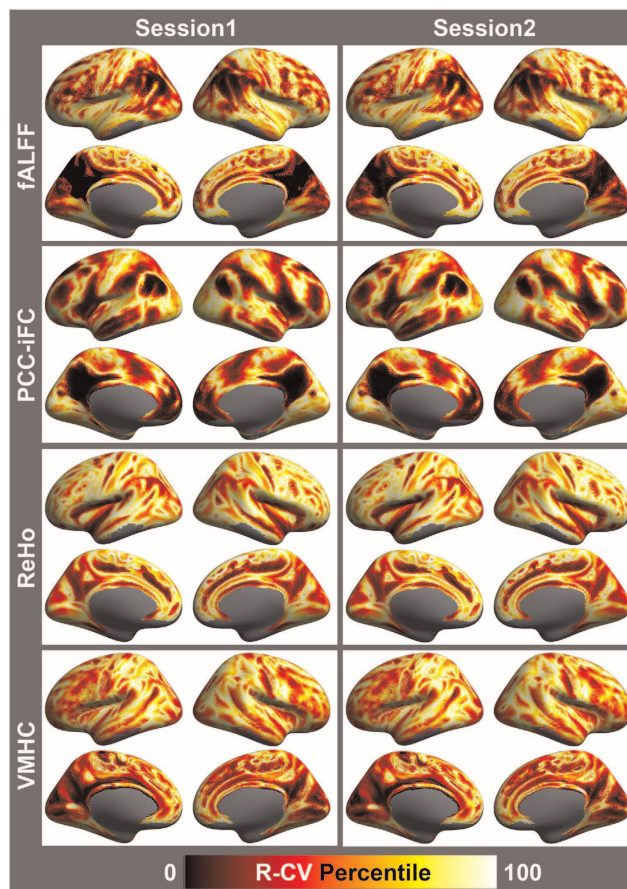 Session1 Session2
fALFF
PCC-iFC
ReHo
VMHC
0 R-CV Percentile 100